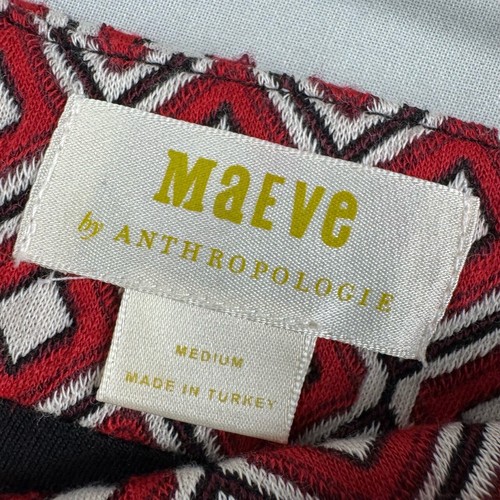 MaEve
by ANTHROPOLOGIE
MEDIUM
MADE IN TURKEY